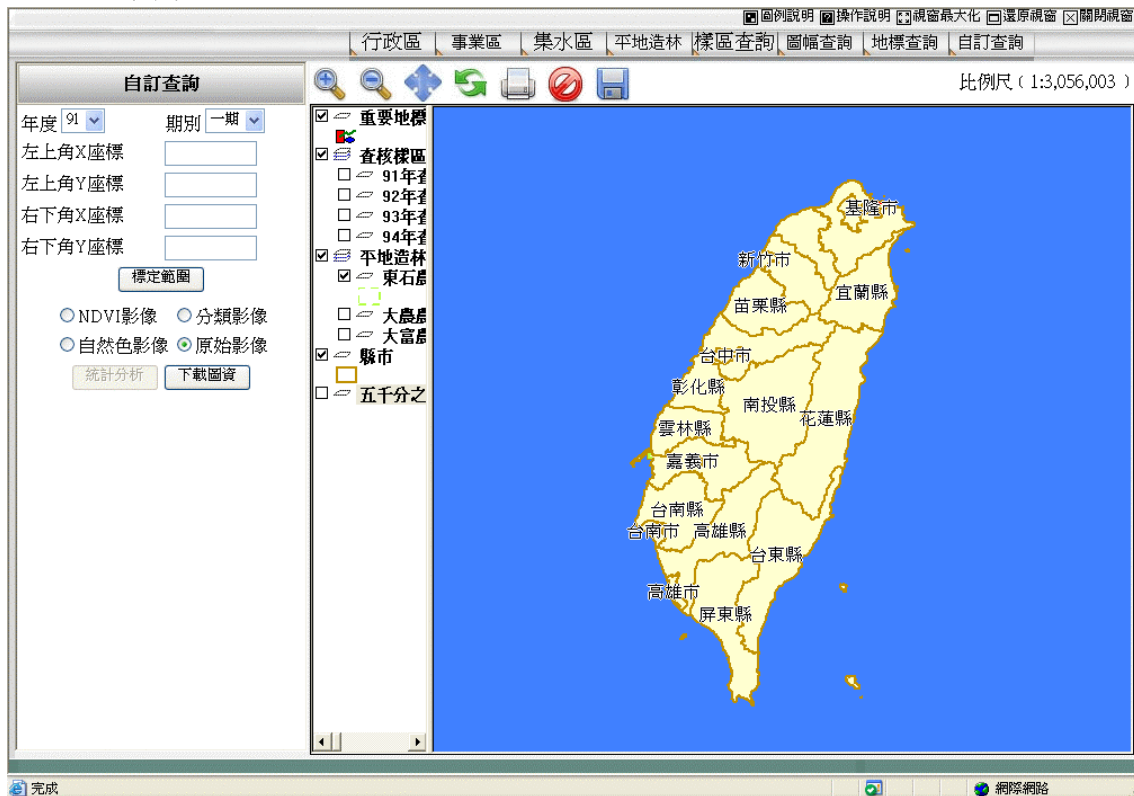 圖例說明 操作說明 視窗最大化 還原視窗 關閉視窗
行政區 事業區 集水區 平地造林 樣區查詢 圖幅查詢 地標查詢 自訂查詢
自訂查詢
比例尺（1:3,056,003 ）
年度 91 期別 一期
左上角X座標
左上角Y座標
右下角X座標
右下角Y座標
標定範圍
NDVI影像 分類影像
自然色影像 原始影像
統計分析 下載圖資
重要地標
查核樣區
91年查
92年查
93年查
94年查
平地造林
東石農
大農農
大富農
縣市
五千分之
基隆市
新竹市
宜蘭縣
苗栗縣
台中市
彰化縣
南投縣
花蓮縣
雲林縣
嘉義市
台南縣
台南市
高雄縣
台東縣
高雄市
屏東縣
完成
網際網路